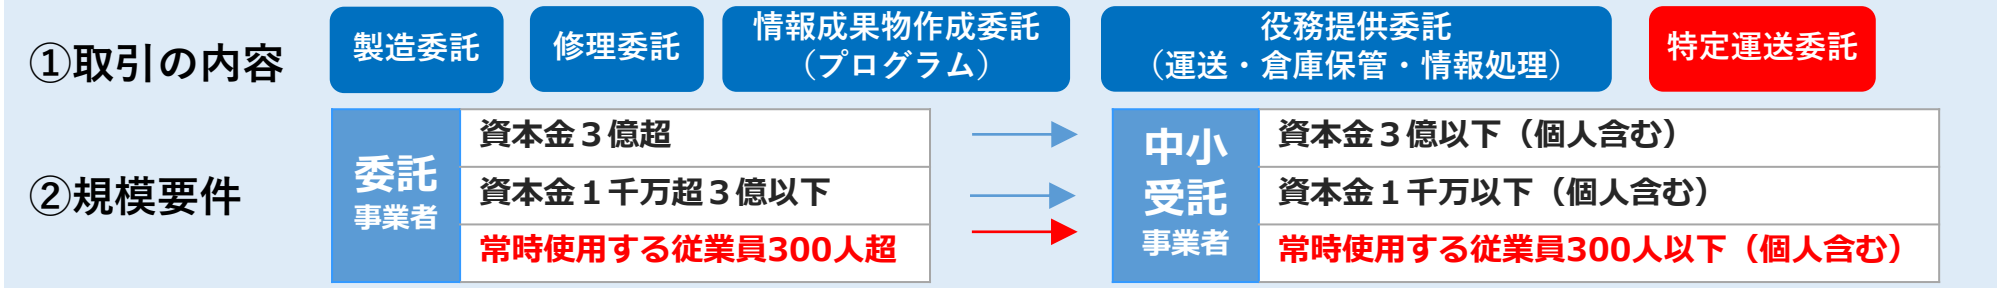 ①取引の内容
製造委託
修理委託
情報成果物作成委託
（プログラム）
役務提供委託
（運送・倉庫保管・情報処理）
特定運送委託
②規模要件
委託
事業者
資本金３億超
資本金１千万超３億以下
常時使用する従業員300人超
中小
受託
事業者
資本金３億以下（個人含む）
資本金１千万以下（個人含む）
常時使用する従業員300人以下（個人含む）